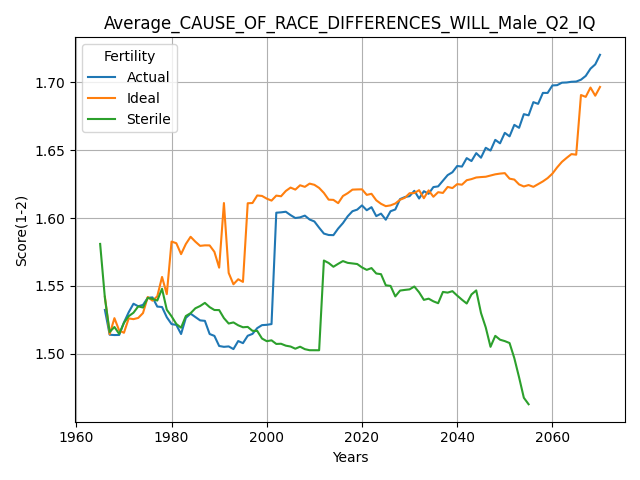 Average_CAUSE_OF_RACE_DIFFERENCES_WILL_Male_Q2_IQ
Fertility
Actual
Ideal
Sterile
Score(1-2)
1.70
1.65
1.60
1.55
1.50
1960
1980
2000
2020
2040
2060
Years